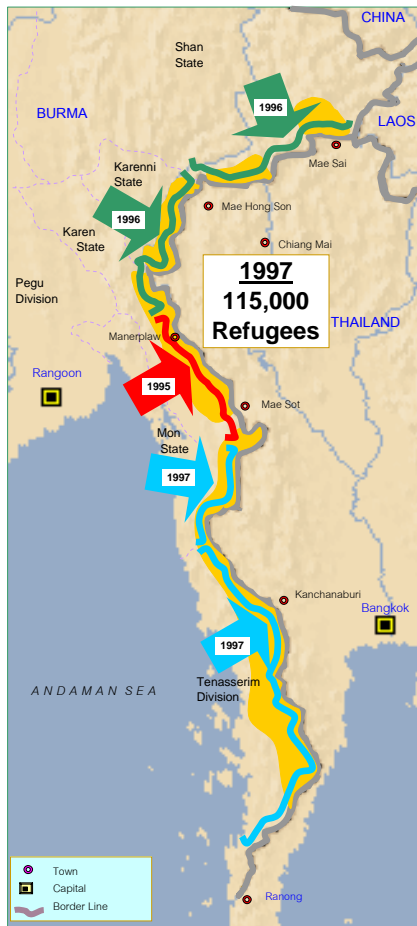 CHINA
Shan
State
BURMA
1996
LAOS
Mae Sai
Karenni
State
Mae Hong Son
1996
Karen
State
Chiang Mai
1997
115,000
Refugees
Pegu
Division
THAILAND
Manerplaw
Rangoon
1995
Mae Sot
Mon
State
1997
Kanchanaburi
Bangkok
1997
Tenasserim
Division
ANDAMAN SEA
Town
Capital
Border Line
Ranong